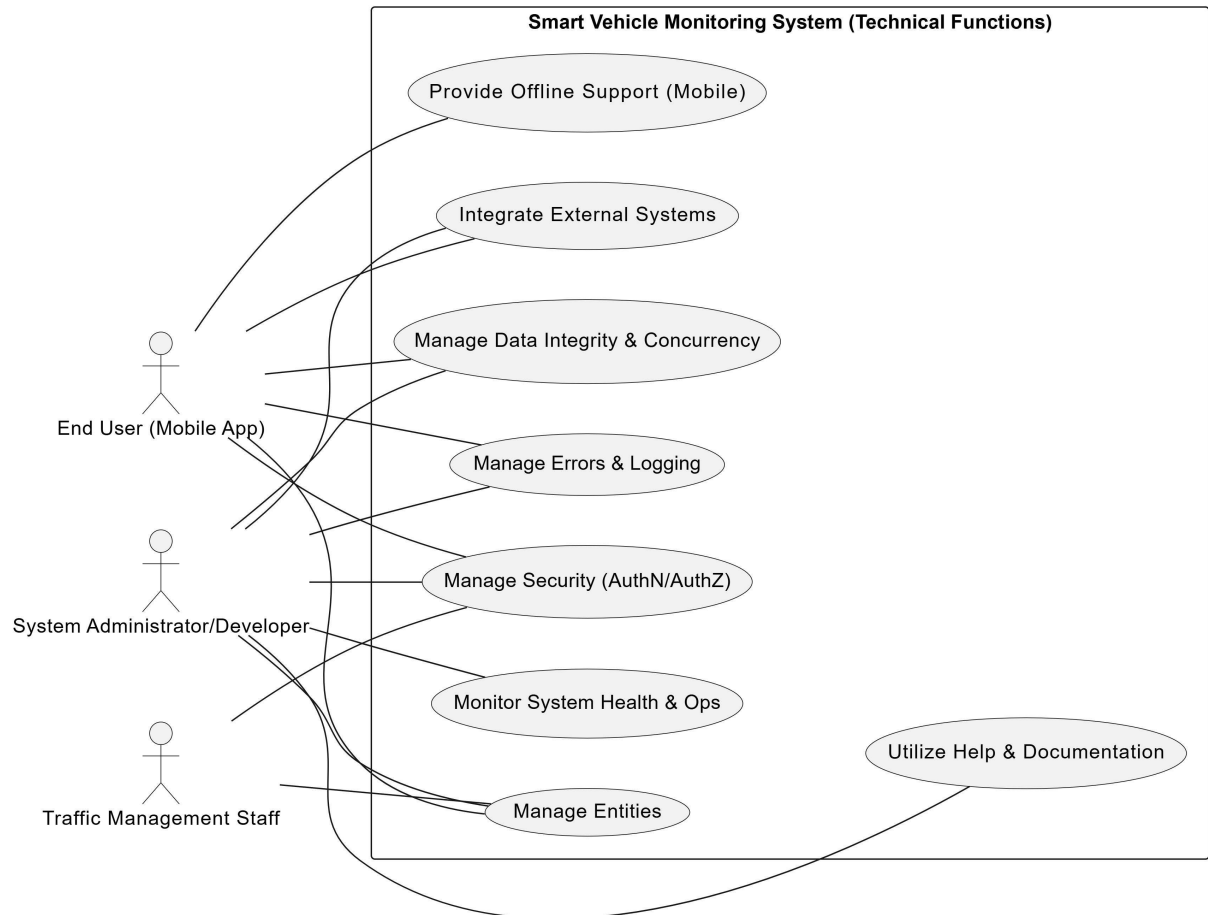 Smart Vehicle Monitoring System (Technical Functions)
Provide Offline Support (Mobile)
Integrate External Systems
Manage Data Integrity & Concurrency
End User (Mobile App)
Manage Errors & Logging
Manage Security (AuthN/AuthZ)
System Administrator/Developer
Monitor System Health & Ops
Utilize Help & Documentation
Manage Entities
Traffic Management Staff